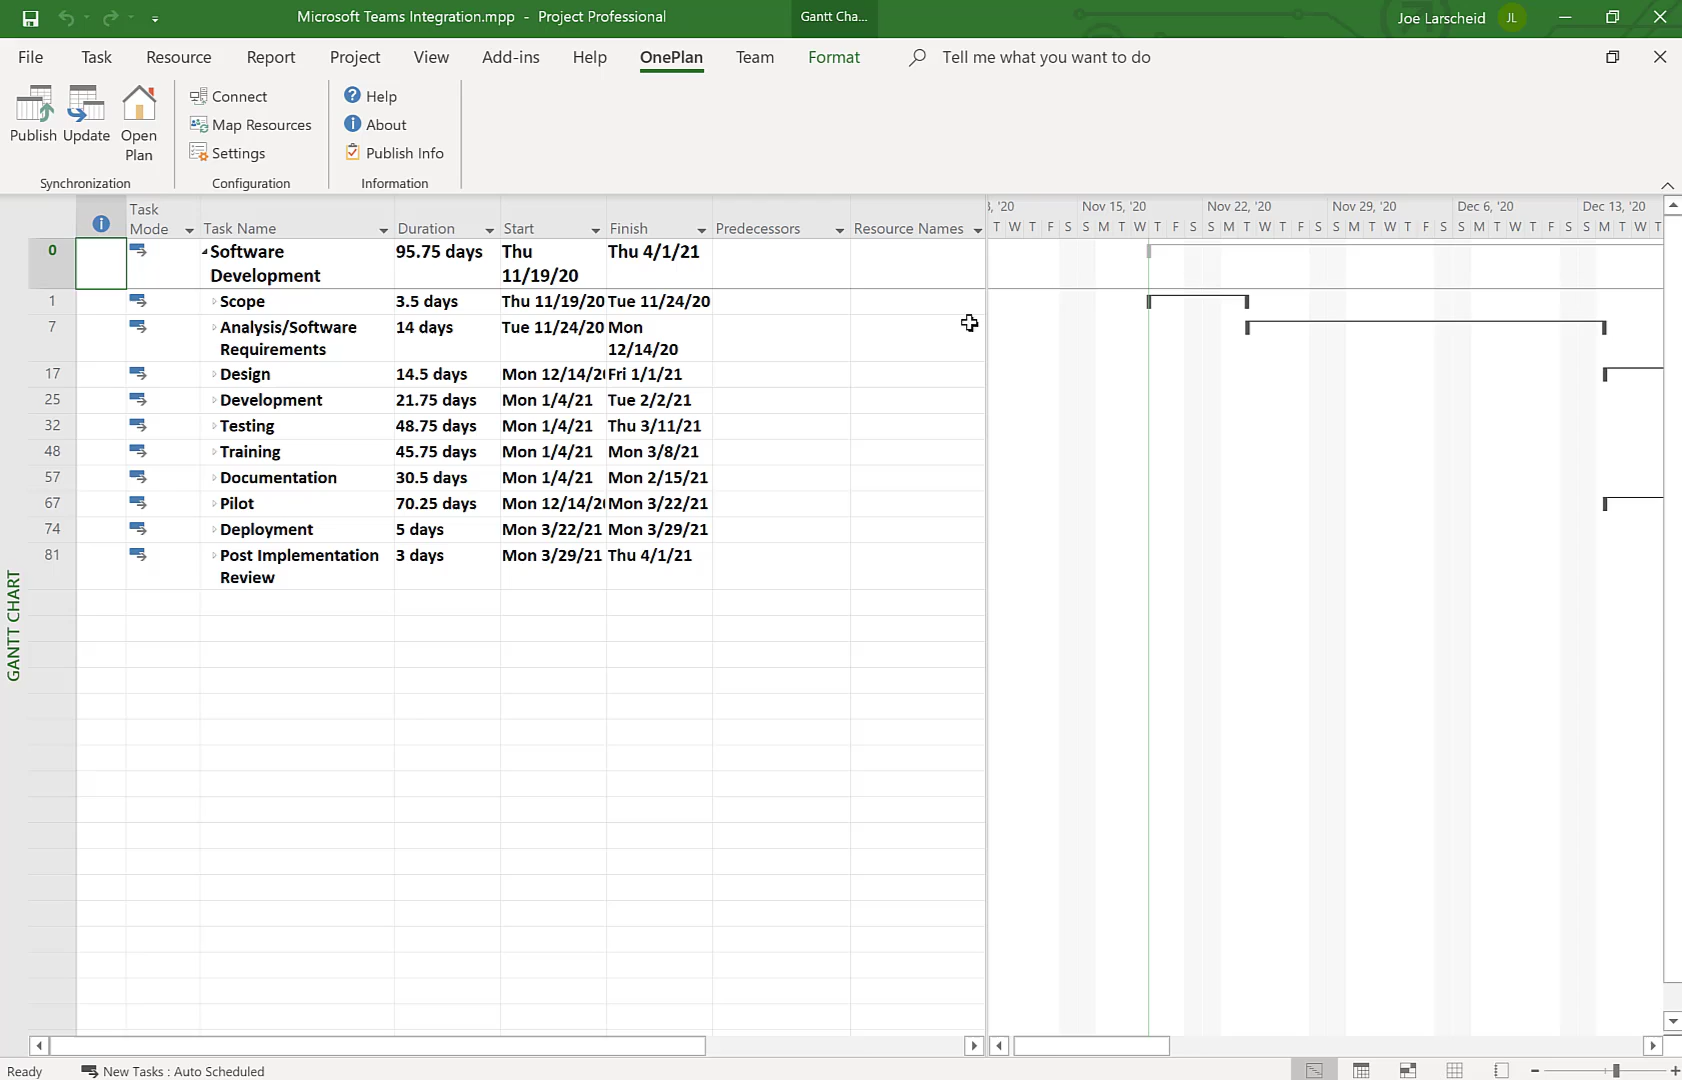 Microsoft Teams Integration.mpp - Project Professional
Gantt Cha...
Joe Larscheid JL
File Task Resource Report Project View Add-ins Help OnePlan Team Format Tell me what you want to do
Publish Update Open Plan
Synchronization
Connect
Map Resources
Settings
Configuration
Help
About
Publish Info
Information
Task Mode Task Name Duration Start Finish Predecessors Resource Names
Nov 15, '20 Nov 22, '20 Nov 29, '20 Dec 6, '20 Dec 13, '20
T W T F S S M T W T F S S M T W T F S S M T W T F S S M T W T F S S M T W T
0 Software Development 95.75 days Thu 11/19/20 Thu 4/1/21
1 Scope 3.5 days Thu 11/19/20 Tue 11/24/20
7 Analysis/Software Requirements 14 days Tue 11/24/20 Mon 12/14/20
17 Design 14.5 days Mon 12/14/20 Fri 1/1/21
25 Development 21.75 days Mon 1/4/21 Tue 2/2/21
32 Testing 48.75 days Mon 1/4/21 Thu 3/11/21
48 Training 45.75 days Mon 1/4/21 Mon 3/8/21
57 Documentation 30.5 days Mon 1/4/21 Mon 2/15/21
67 Pilot 70.25 days Mon 12/14/20 Mon 3/22/21
74 Deployment 5 days Mon 3/22/21 Mon 3/29/21
81 Post Implementation Review 3 days Mon 3/29/21 Thu 4/1/21
GANTT CHART
Ready New Tasks : Auto Scheduled